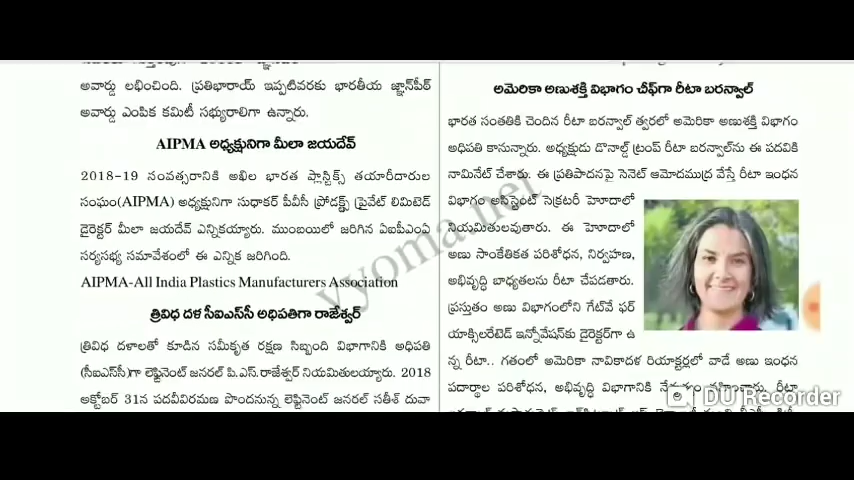 అవార్డు లభించింది. ప్రతిభారాయ్ ఇప్పటివరకు భారతీయ జ్ఞాన్‌పీఠ్
అవార్డు ఎంపిక కమిటీ సభ్యురాలిగా ఉన్నారు.
AIPMA అధ్యక్షునిగా మీలా జయదేవ్
2018-19 సంవత్సరానికి అఖిల భారత ప్లాస్టిక్స్ తయారీదారుల
సంఘం(AIPMA) అధ్యక్షునిగా సుధాకర్ పీవీసీ ప్రోడక్ట్స్ ప్రైవేట్ లిమిటెడ్
డైరెక్టర్ మీలా జయదేవ్ ఎన్నికయ్యారు. ముంబయిలో జరిగిన ఏఐపీఎంఏ
సర్యసభ్య సమావేశంలో ఈ ఎన్నిక జరిగింది.
AIPMA-All India Plastics Manufacturers Association
త్రివిధ దళ సీఐఎస్‌సీ అధిపతిగా రాజేశ్వర్
త్రివిధ దళాలతో కూడిన సమీకృత రక్షణ సిబ్బంది విభాగానికి అధిపతి
(సీఐఎస్‌సీ)గా లెఫ్టినెంట్ జనరల్ పి.ఎస్.రాజేశ్వర్ నియమితులయ్యారు. 2018
అక్టోబర్ 31న పదవీవిరమణ పొందనున్న లెఫ్టినెంట్ జనరల్ సతీశ్ దువా
అమెరికా అణుశక్తి విభాగం చీఫ్‌గా రీటా బరన్వాల్
భారత సంతతికి చెందిన రీటా బరన్వాల్ త్వరలో అమెరికా అణుశక్తి విభాగం
అధిపతి కానున్నారు. అధ్యక్షుడు డొనాల్డ్ ట్రంప్ రీటా బరన్వాల్‌ను ఈ పదవికి
నామినేట్ చేశారు. ఈ ప్రతిపాదనపై సెనెట్ ఆమోదముద్ర వేస్తే రీటా ఇంధన
విభాగం అసిస్టెంట్ సెక్రటరీ హెూదాలో
నియమితులవుతారు. ఈ హెూదాలో
అణు సాంకేతికత పరిశోధన, నిర్వహణ,
అభివృద్ధి బాధ్యతలను రీటా చేపడతారు.
ప్రస్తుతం అణు విభాగంలోని గేట్‌వే ఫర్
యాక్సిలరేటెడ్ ఇన్నోవేషన్‌కు డైరెక్టర్‌గా ఉ
న్న రీటా.. గతంలో అమెరికా నావికాదళ రియాక్టర్లలో వాడే అణు ఇంధన
పదార్థాల పరిశోధన, అభివృద్ధి విభాగానికి నేతృత్వం వహించారు. రీటా
vyoma.net
DU Recorder